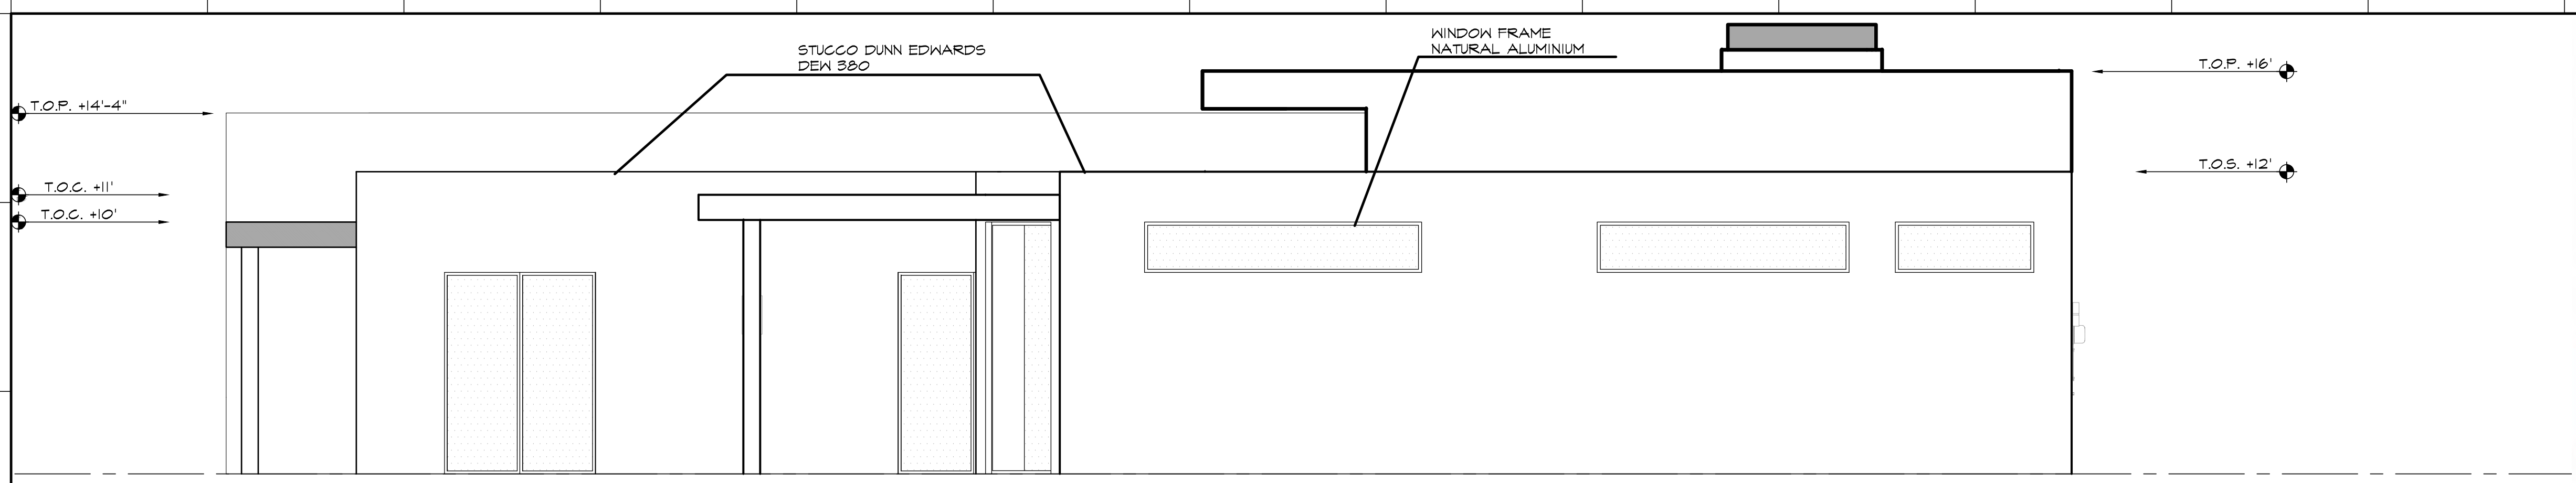 STUCCO DUNN EDWARDS
DEW 380
WINDOW FRAME
NATURAL ALUMINIUM
T.O.P. +16'
T.O.P. +14'-4"
T.O.S. +12'
T.O.C. +11'
T.O.C. +10'